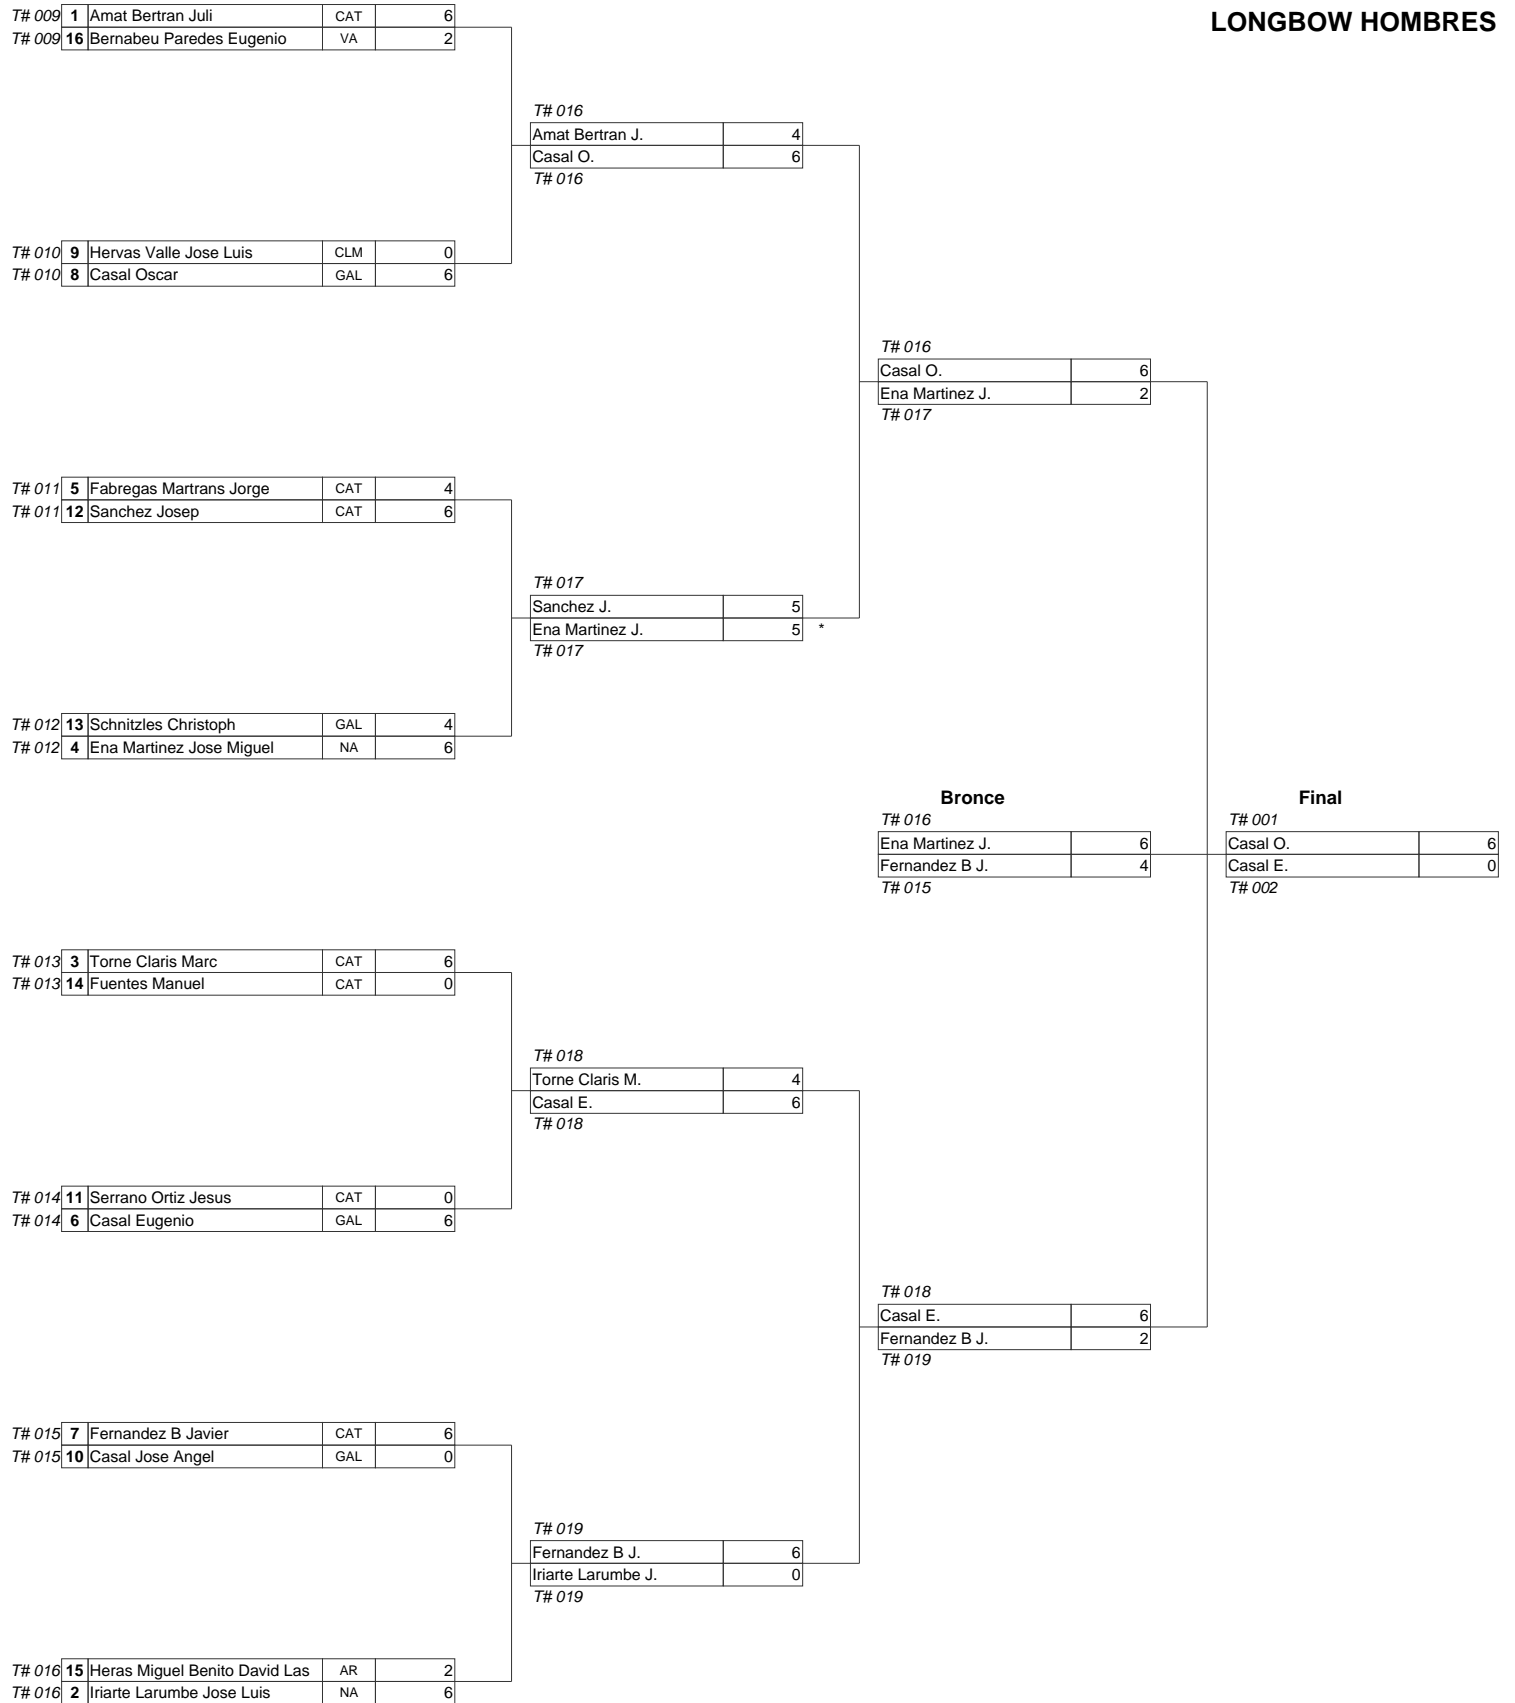 LONGBOW HOMBRES
T# 009 1 Amat Bertran Juli CAT 6
T# 009 16 Bernabeu Paredes Eugenio VA 2
T# 016
Amat Bertran J. 4
Casal O. 6
T# 016
T# 010 9 Hervas Valle Jose Luis CLM 0
T# 010 8 Casal Oscar GAL 6
T# 016
Casal O. 6
Ena Martinez J. 2
T# 017
T# 011 5 Fabregas Martrans Jorge CAT 4
T# 011 12 Sanchez Josep CAT 6
T# 017
Sanchez J. 5
Ena Martinez J. 5 *
T# 017
T# 012 13 Schnitzles Christoph GAL 4
T# 012 4 Ena Martinez Jose Miguel NA 6
Bronce
T# 016
Ena Martinez J. 6
Fernandez B J. 4
T# 015
Final
T# 001
Casal O. 6
Casal E. 0
T# 002
T# 013 3 Torne Claris Marc CAT 6
T# 013 14 Fuentes Manuel CAT 0
T# 018
Torne Claris M. 4
Casal E. 6
T# 018
T# 014 11 Serrano Ortiz Jesus CAT 0
T# 014 6 Casal Eugenio GAL 6
T# 018
Casal E. 6
Fernandez B J. 2
T# 019
T# 015 7 Fernandez B Javier CAT 6
T# 015 10 Casal Jose Angel GAL 0
T# 019
Fernandez B J. 6
Iriarte Larumbe J. 0
T# 019
T# 016 15 Heras Miguel Benito David Las AR 2
T# 016 2 Iriarte Larumbe Jose Luis NA 6